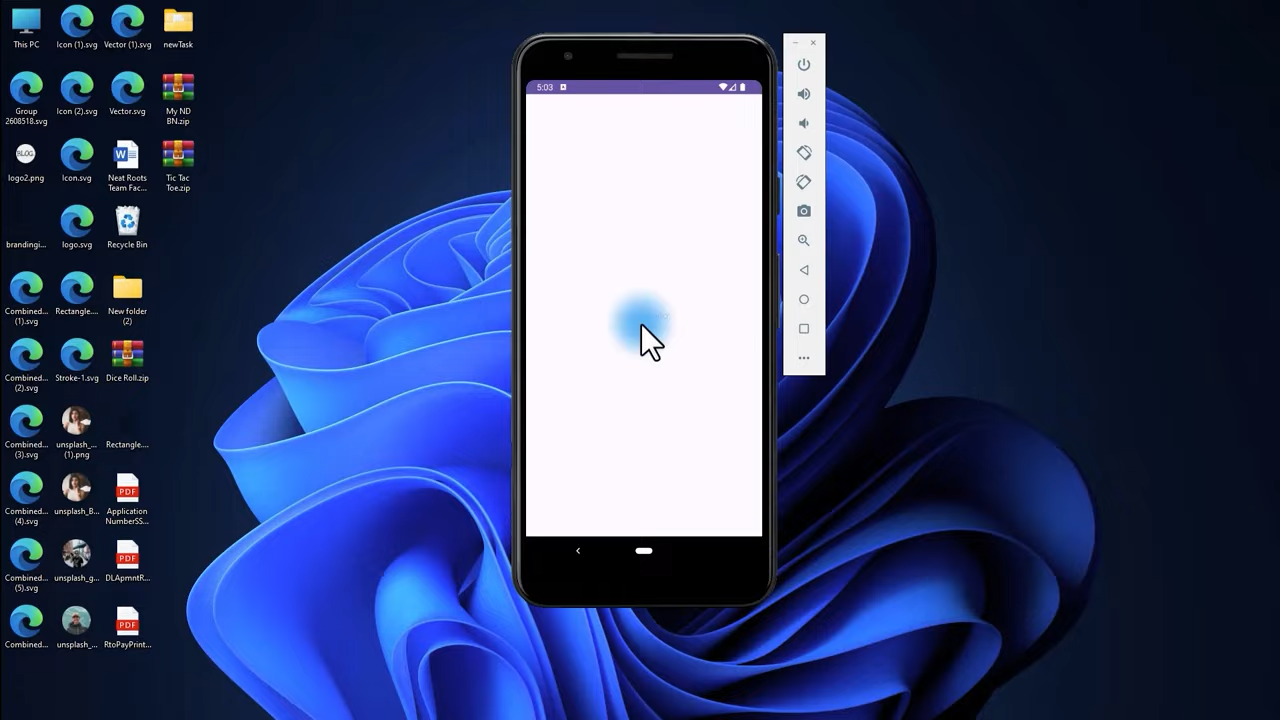 This PC
Icon (1).svg
Vector (1).svg
newTask
Group
2608518.svg
Icon (2).svg
Vector.svg
My ND
BN.zip
BLOG
logo2.png
Icon.svg
Neat Roots
Team Fac...
Tic Tac
Toe.zip
brandingi...
logo.svg
Recycle Bin
Combined...
(1).svg
Rectangle....
New folder
(2)
Combined...
(2).svg
Stroke-1.svg
Dice Roll.zip
Combined...
(3).svg
unsplash_...
(1).png
Rectangle....
Combined...
(4).svg
unsplash_B...
PDF
Application
NumberSS...
Combined...
(5).svg
unsplash_g...
PDF
DLApmntR...
Combined...
unsplash_...
PDF
RtoPayPrint...
5:03